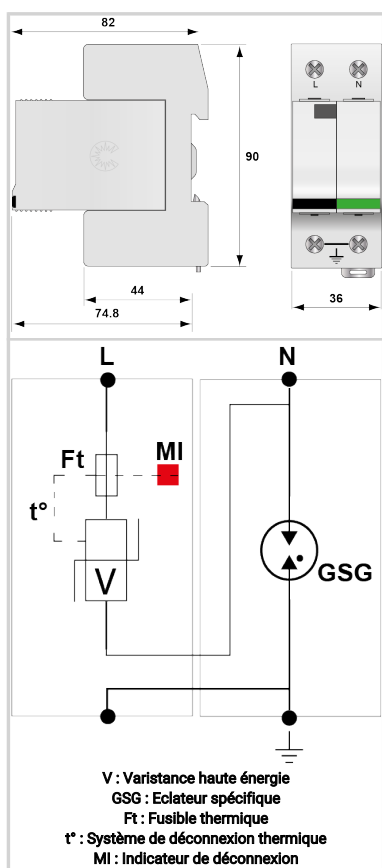 82
L N
90
44
74.8
36
L N
Ft MI
t°
V
GSG
V : Varistance haute énergie
GSG : Eclateur spécifique
Ft : Fusible thermique
t° : Système de déconnexion thermique
MI : Indicateur de déconnexion